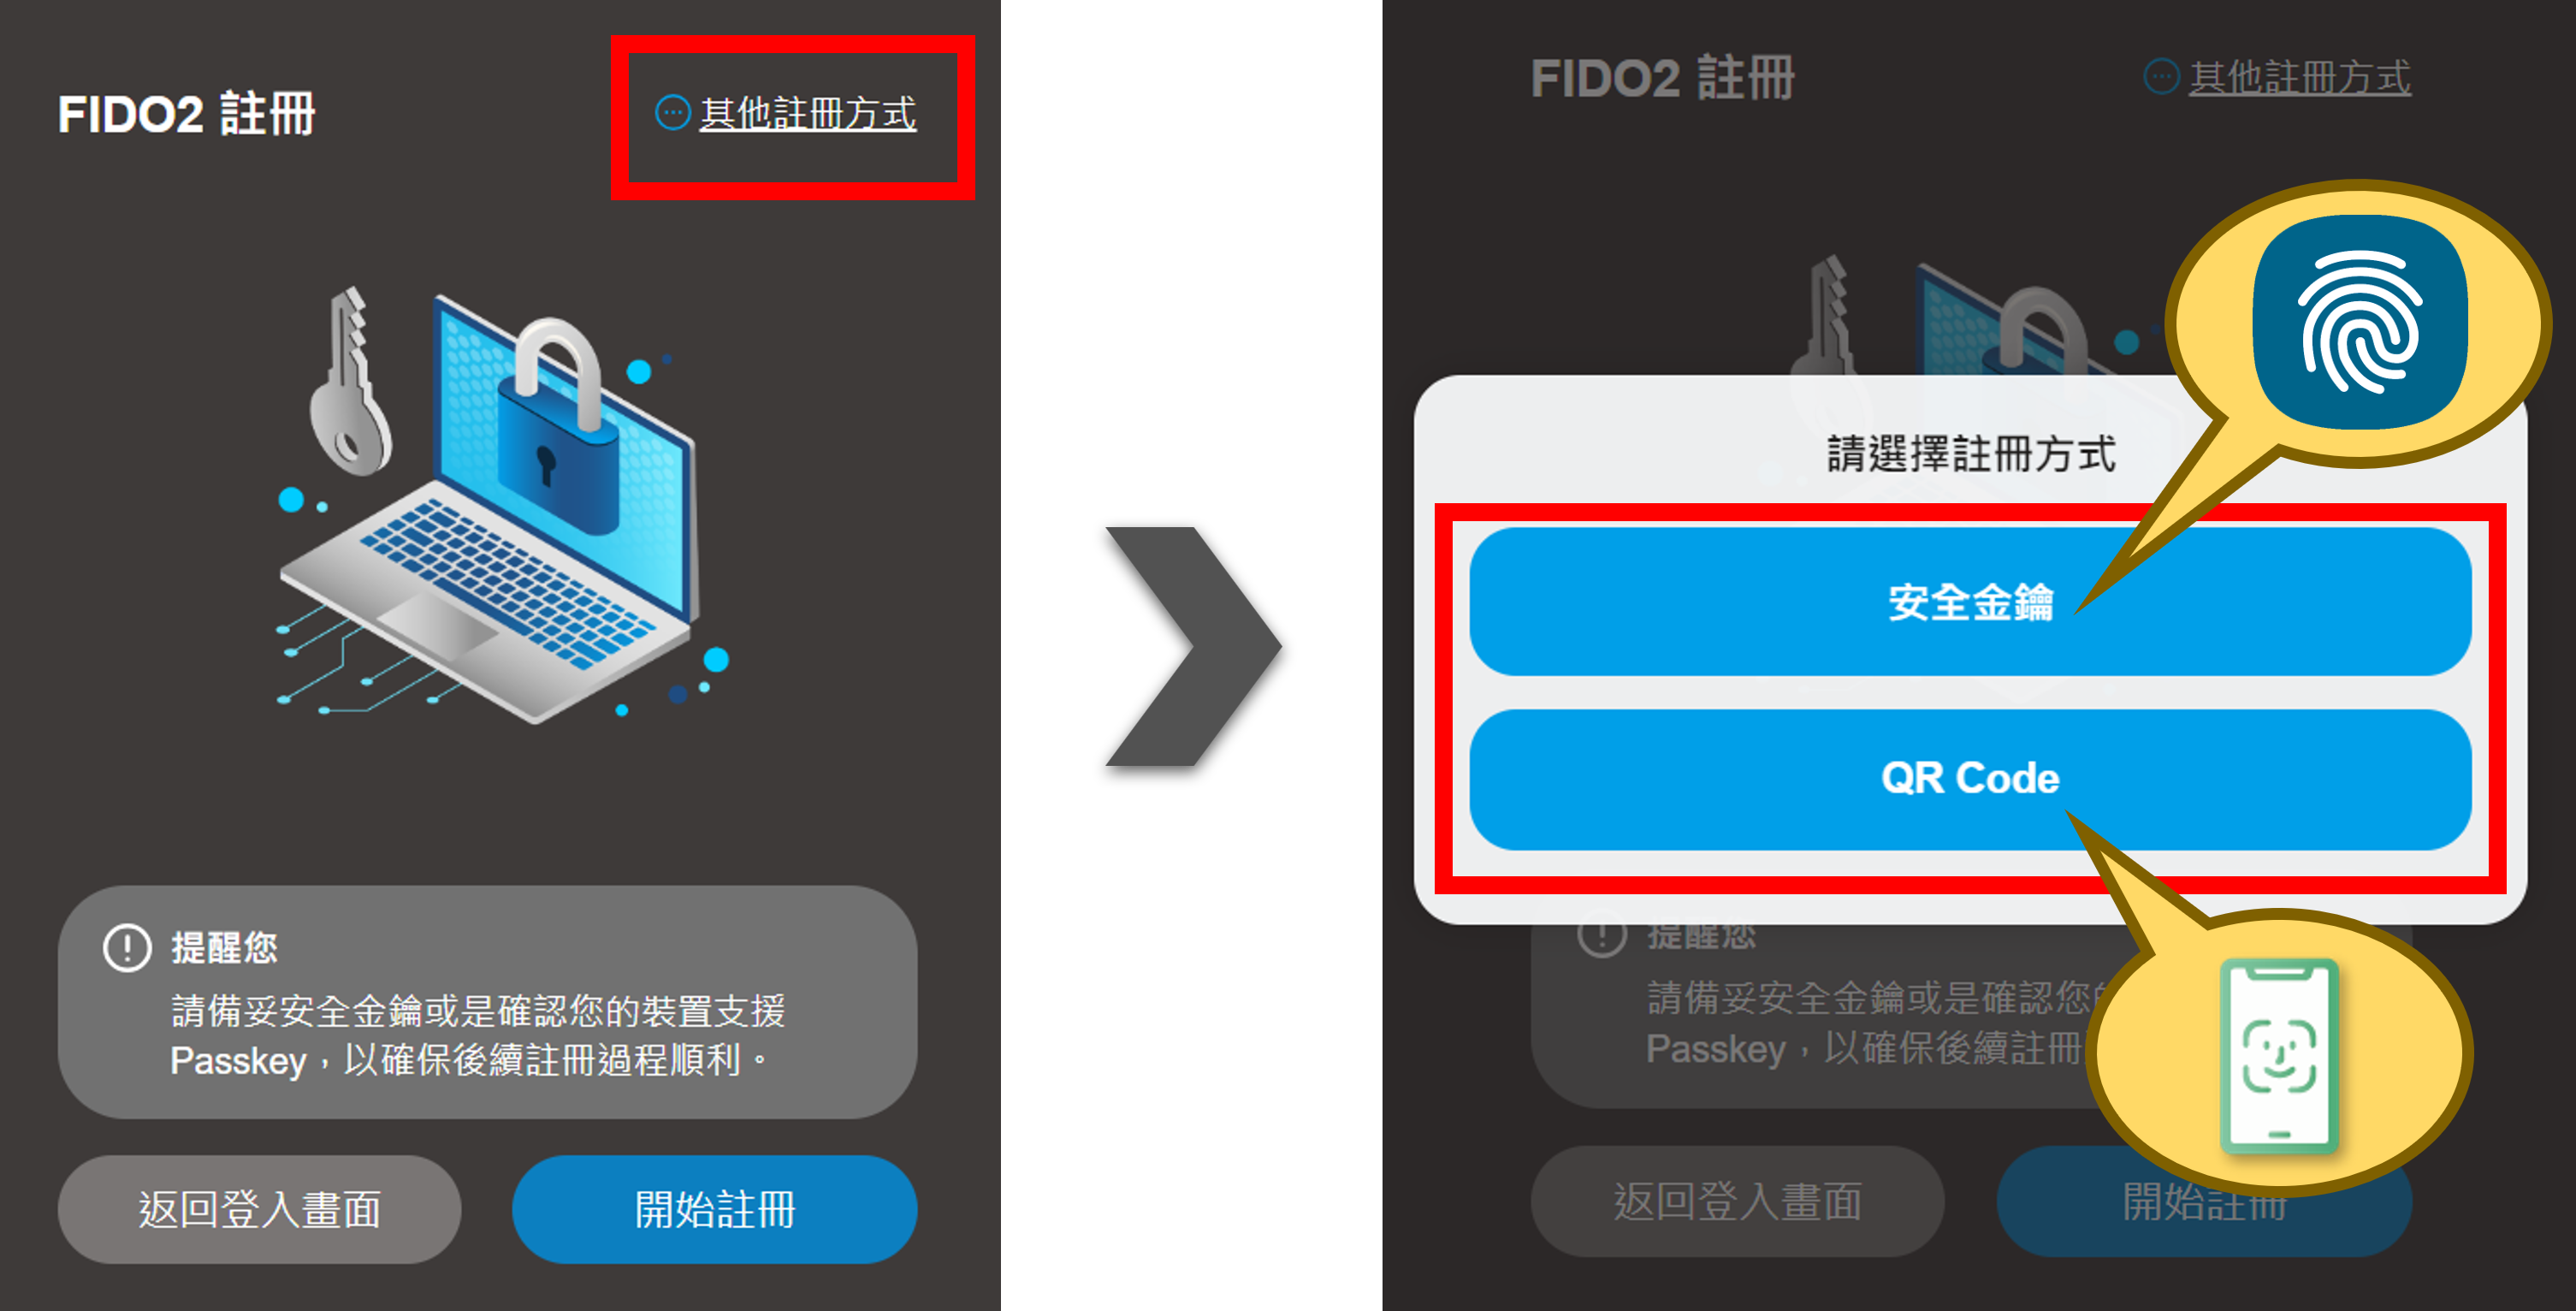 FIDO2 註冊
其他註冊方式
提醒您
請備妥安全金鑰或是確認您的裝置支援
Passkey，以確保後續註冊過程順利。
返回登入畫面
開始註冊
FIDO2 註冊
其他註冊方式
請選擇註冊方式
安全金鑰
QR Code
提醒您
請備妥安全金鑰或是確認您
Passkey，以確保後續註冊
返回登入畫面
開始註冊